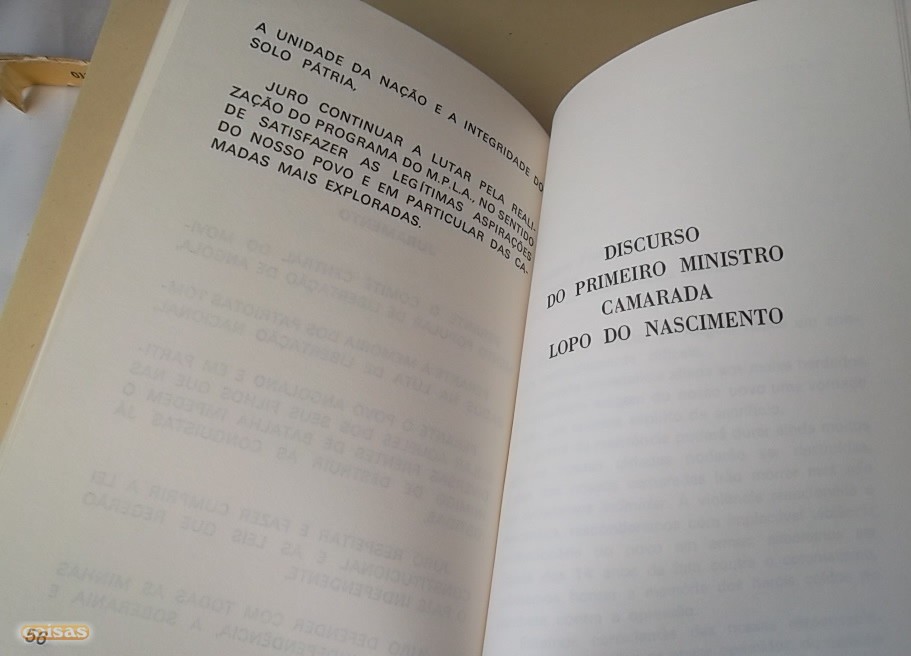 A UNIDADE DA NAÇÃO E A INTEGRIDADE DO
SOLO PÁTRIA.
JURO CONTINUAR A LUTAR PELA REALI-
ZAÇÃO DO PROGRAMA DO M.P.L.A., NO SENTIDO
DE SATISFAZER AS LEGÍTIMAS ASPIRAÇÕES
DO NOSSO POVO E EM PARTICULAR DAS CA-
MADAS MAIS EXPLORADAS.
56
coisas
DISCURSO
DO PRIMEIRO MINISTRO
CAMARADA
LOPO DO NASCIMENTO